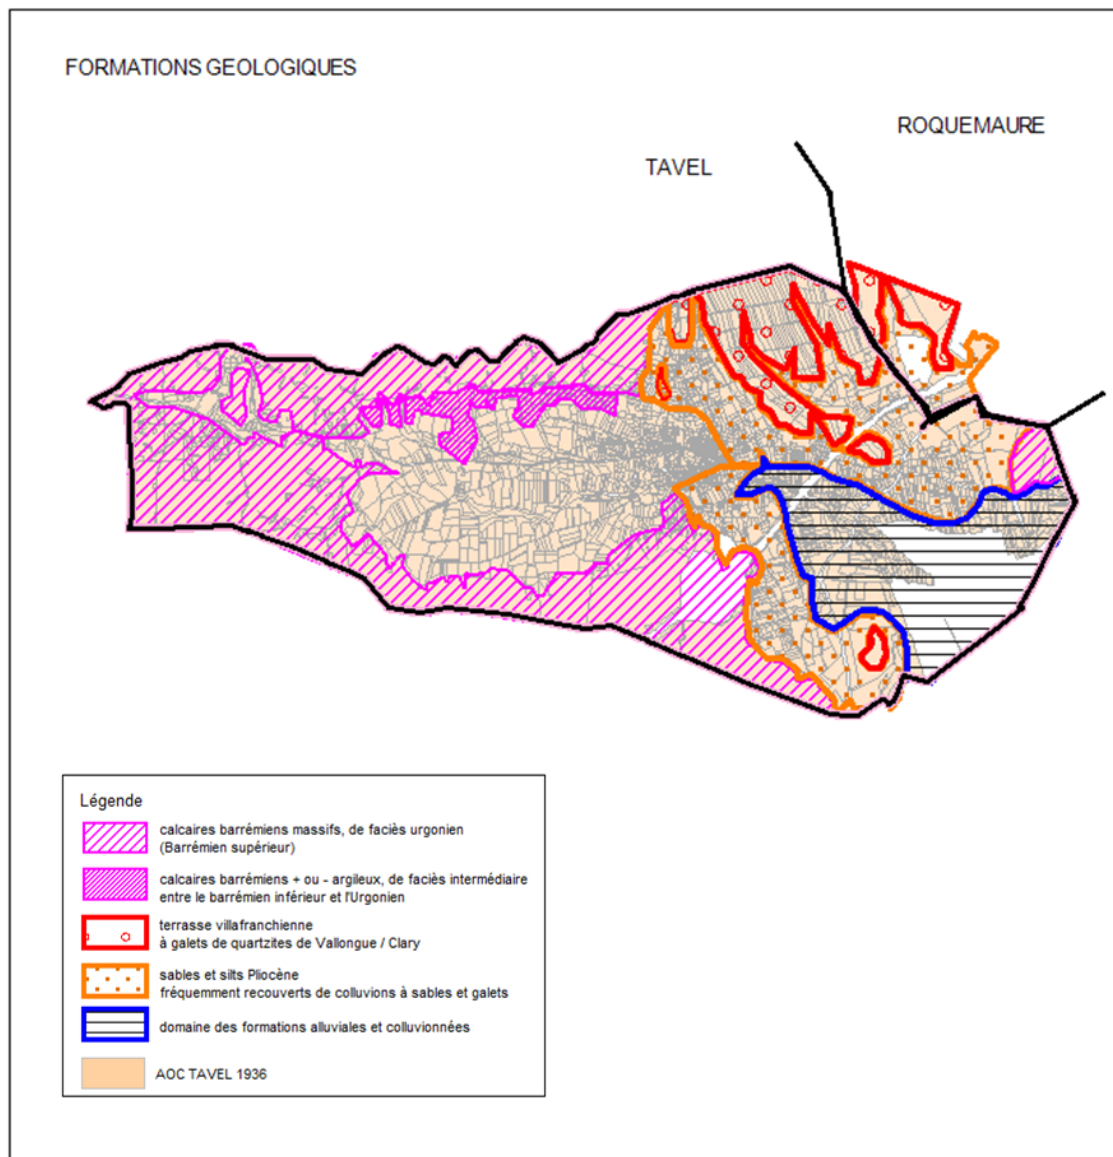 FORMATIONS GEOLOGIQUES
ROQUEMAURE
TAVEL
Légende
calcaires barrémiens massifs, de faciès urgonien
(Barrémien supérieur)
calcaires barrémiens + ou - argileux, de faciès intermédiaire
entre le barrémien inférieur et l'Urgonien
terrasse villafranchienne
à galets de quartzites de Vallongue / Clary
sables et silts Pliocène
fréquemment recouverts de colluvions à sables et galets
domaine des formations alluviales et colluvionnées
AOC TAVEL 1936